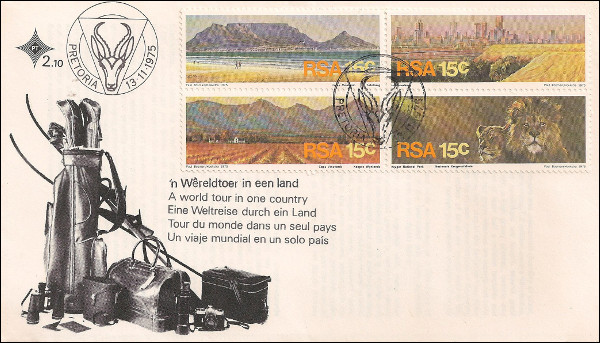 PT
2.10
PRETORIA
13·11·1975
RSA 15c
RSA 15c
RSA 15c
RSA 15c
PRETORIA
'n Wêreldtoer in een land
A world tour in one country
Eine Weltreise durch ein Land
Tour du monde dans un seul pays
Un viaje mundial en un solo pais